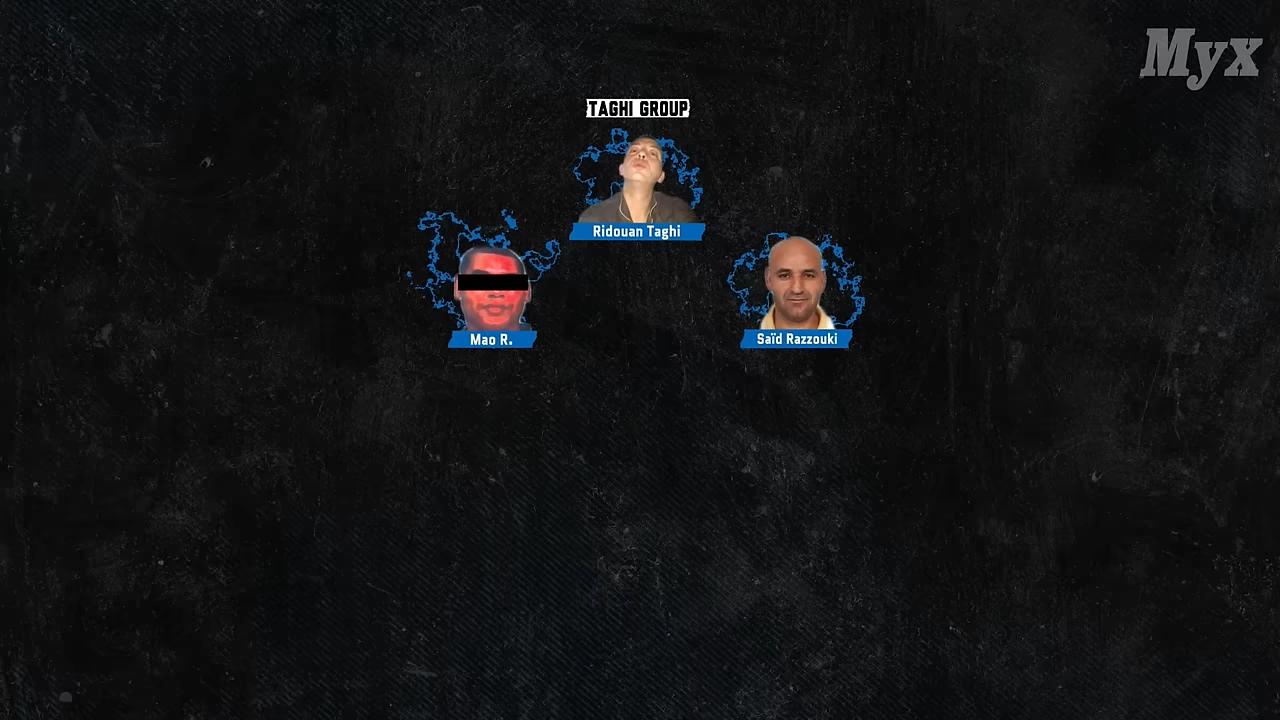 Myx
TAGHI GROUP
Ridouan Taghi
Mao R.
Saïd Razzouki